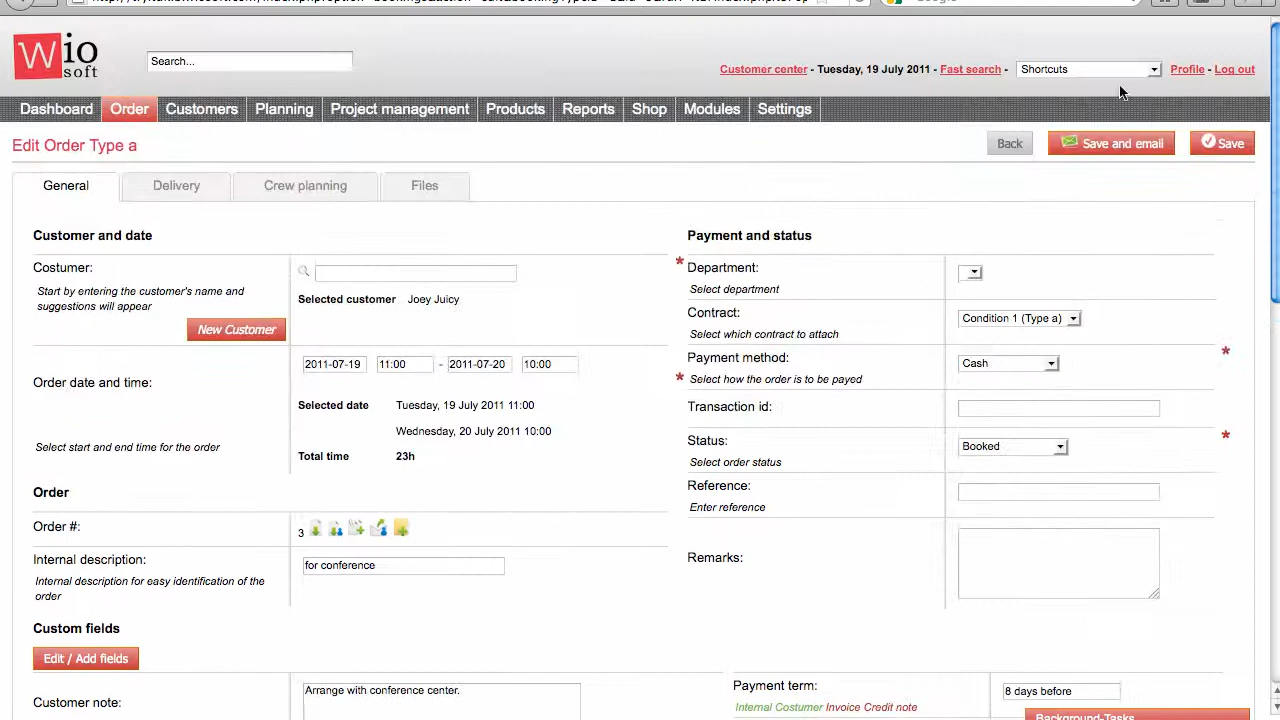 Wio
soft
Search...
Customer center - Tuesday, 19 July 2011 - Fast search - Shortcuts Profile - Log out
Dashboard Order Customers Planning Project management Products Reports Shop Modules Settings
Edit Order Type a
Back Save and email Save
General Delivery Crew planning Files
Customer and date
Costumer:
Start by entering the customer's name and
suggestions will appear
New Customer
Selected customer Joey Juicy
*
Order date and time:
Select start and end time for the order
2011-07-19 11:00 - 2011-07-20 10:00
*
Selected date Tuesday, 19 July 2011 11:00
Wednesday, 20 July 2011 10:00
Total time 23h
Order
Order #: 3
Internal description: for conference
Internal description for easy identification of the
order
Payment and status
Department:
Select department
Contract: Condition 1 (Type a)
Select which contract to attach
Payment method: Cash *
Select how the order is to be payed
Transaction id:
Status: Booked *
Select order status
Reference:
Enter reference
Remarks:
Custom fields
Edit / Add fields
Customer note: Arrange with conference center.
Payment term: 8 days before
Internal Costumer Invoice Credit note
Background-Tasks